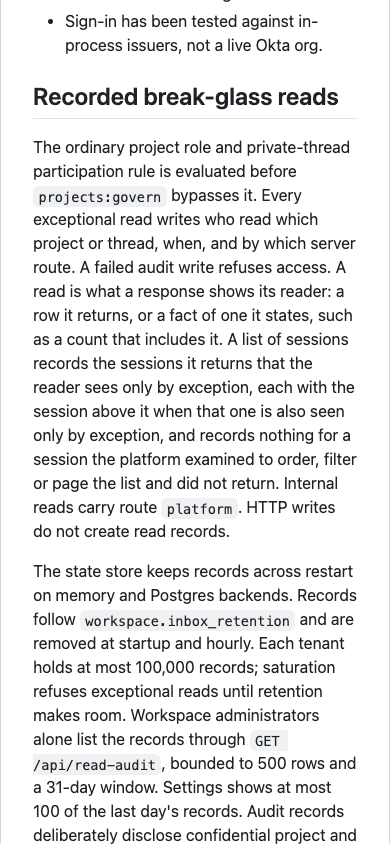 • Sign-in has been tested against in-
process issuers, not a live Okta org.
Recorded break-glass reads
The ordinary project role and private-thread
participation rule is evaluated before
projects:govern bypasses it. Every
exceptional read writes who read which
project or thread, when, and by which server
route. A failed audit write refuses access. A
read is what a response shows its reader: a
row it returns, or a fact of one it states, such
as a count that includes it. A list of sessions
records the sessions it returns that the
reader sees only by exception, each with the
session above it when that one is also seen
only by exception, and records nothing for a
session the platform examined to order, filter
or page the list and did not return. Internal
reads carry route platform . HTTP writes
do not create read records.
The state store keeps records across restart
on memory and Postgres backends. Records
follow workspace.inbox_retention and are
removed at startup and hourly. Each tenant
holds at most 100,000 records; saturation
refuses exceptional reads until retention
makes room. Workspace administrators
alone list the records through GET
/api/read-audit , bounded to 500 rows and
a 31-day window. Settings shows at most
100 of the last day's records. Audit records
deliberately disclose confidential project and